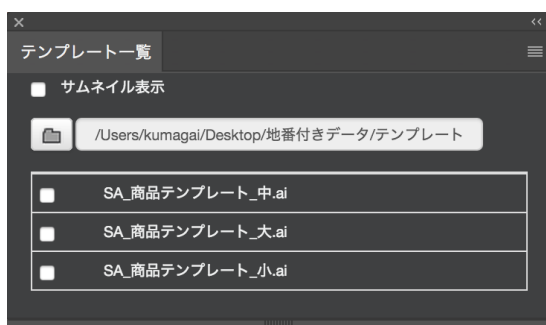 テンプレート一覧
サムネイル表示
/Users/kumagai/Desktop/地番付きデータ/テンプレート
SA_商品テンプレート_中.ai
SA_商品テンプレート_大.ai
SA_商品テンプレート_小.ai